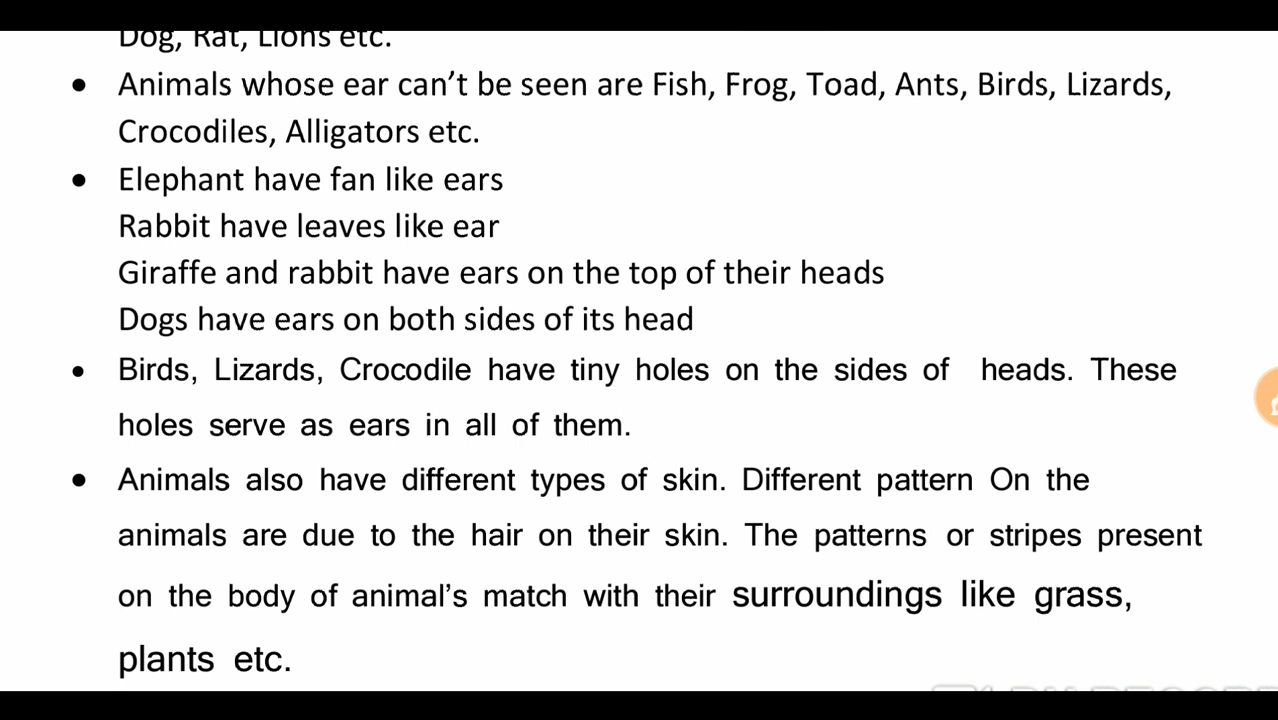 Dog, Rat, Lions etc.
• Animals whose ear can’t be seen are Fish, Frog, Toad, Ants, Birds, Lizards,
Crocodiles, Alligators etc.
• Elephant have fan like ears
Rabbit have leaves like ear
Giraffe and rabbit have ears on the top of their heads
Dogs have ears on both sides of its head
• Birds, Lizards, Crocodile have tiny holes on the sides of heads. These
holes serve as ears in all of them.
• Animals also have different types of skin. Different pattern On the
animals are due to the hair on their skin. The patterns or stripes present
on the body of animal’s match with their surroundings like grass,
plants etc.